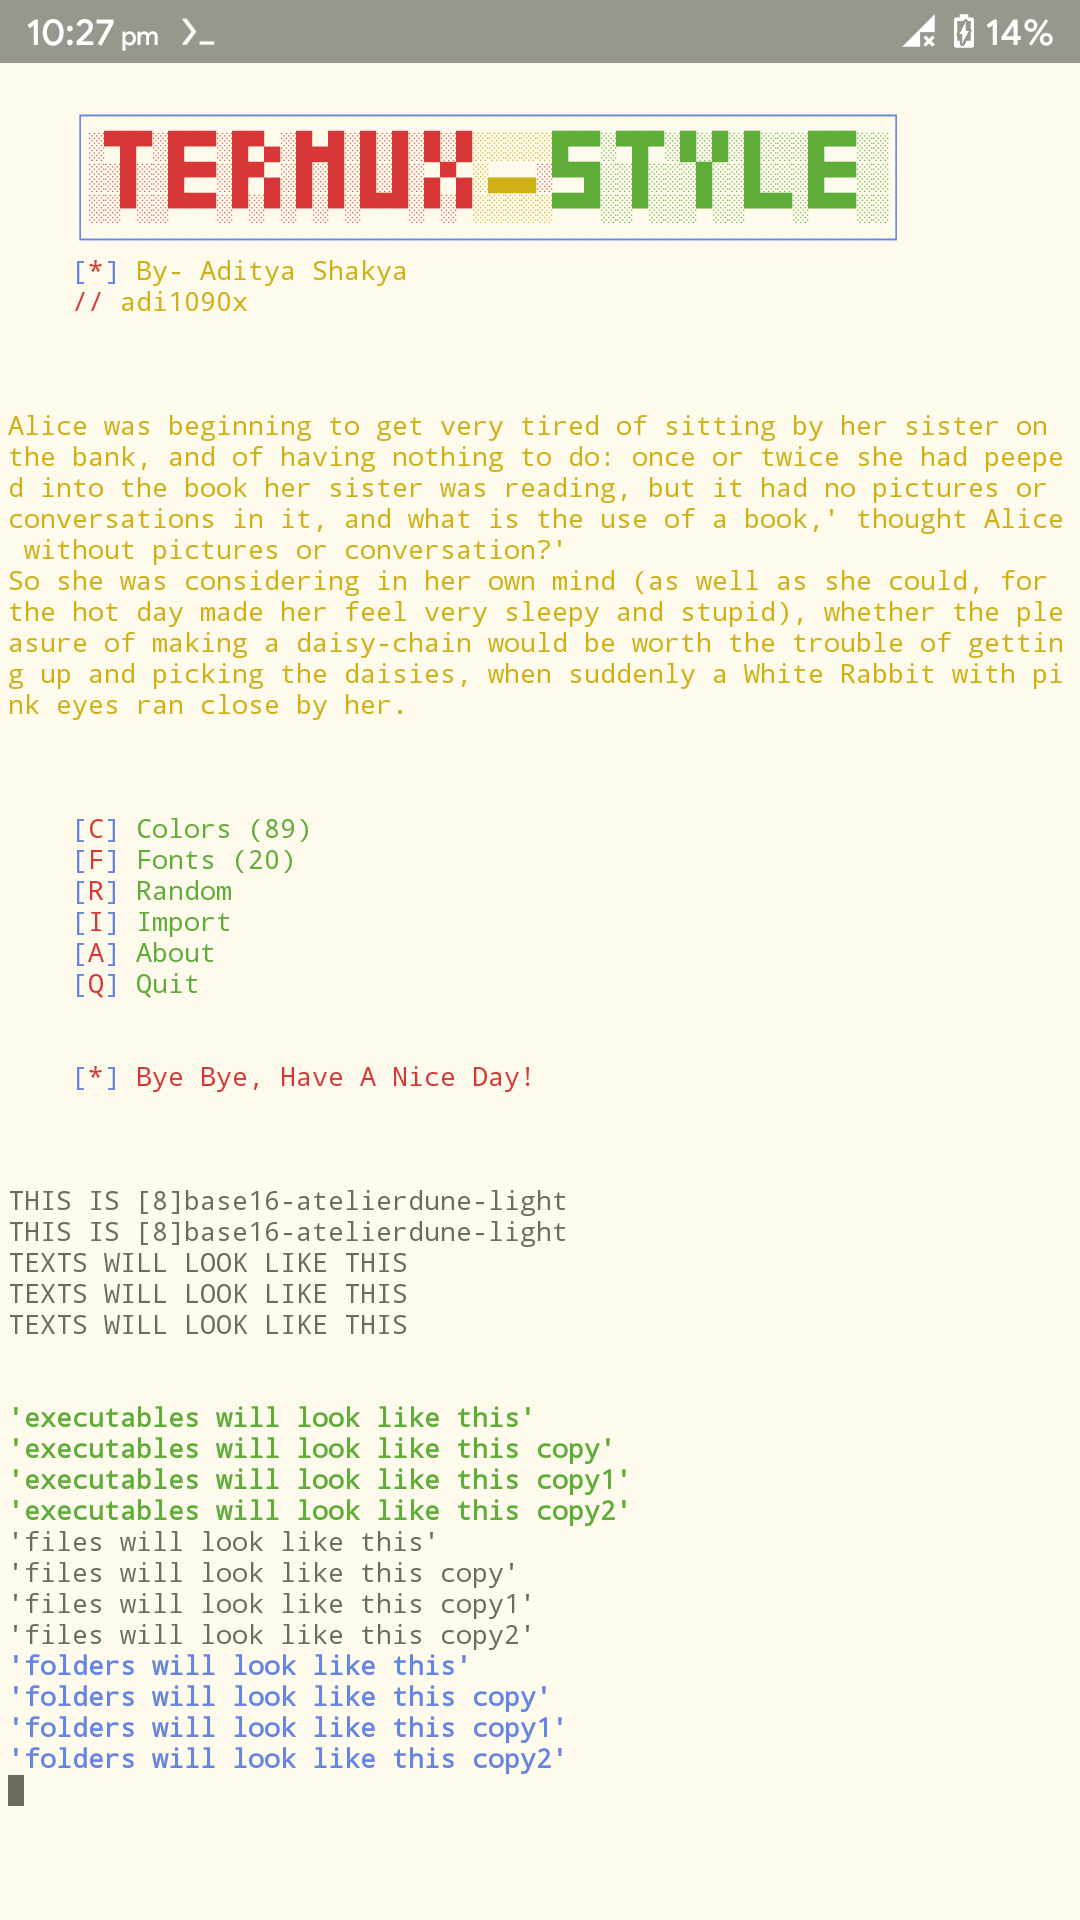 10:27 pm 14%
TERMUX-STYLE
[*] By- Aditya Shakya
// adi1090x
Alice was beginning to get very tired of sitting by her sister on
the bank, and of having nothing to do: once or twice she had peepe
d into the book her sister was reading, but it had no pictures or
conversations in it, and what is the use of a book,' thought Alice
without pictures or conversation?'
So she was considering in her own mind (as well as she could, for
the hot day made her feel very sleepy and stupid), whether the ple
asure of making a daisy-chain would be worth the trouble of gettin
g up and picking the daisies, when suddenly a White Rabbit with pi
nk eyes ran close by her.
[C] Colors (89)
[F] Fonts (20)
[R] Random
[I] Import
[A] About
[Q] Quit
[*] Bye Bye, Have A Nice Day!
THIS IS [8]base16-atelierdune-light
THIS IS [8]base16-atelierdune-light
TEXTS WILL LOOK LIKE THIS
TEXTS WILL LOOK LIKE THIS
TEXTS WILL LOOK LIKE THIS
'executables will look like this'
'executables will look like this copy'
'executables will look like this copy1'
'executables will look like this copy2'
'files will look like this'
'files will look like this copy'
'files will look like this copy1'
'files will look like this copy2'
'folders will look like this'
'folders will look like this copy'
'folders will look like this copy1'
'folders will look like this copy2'